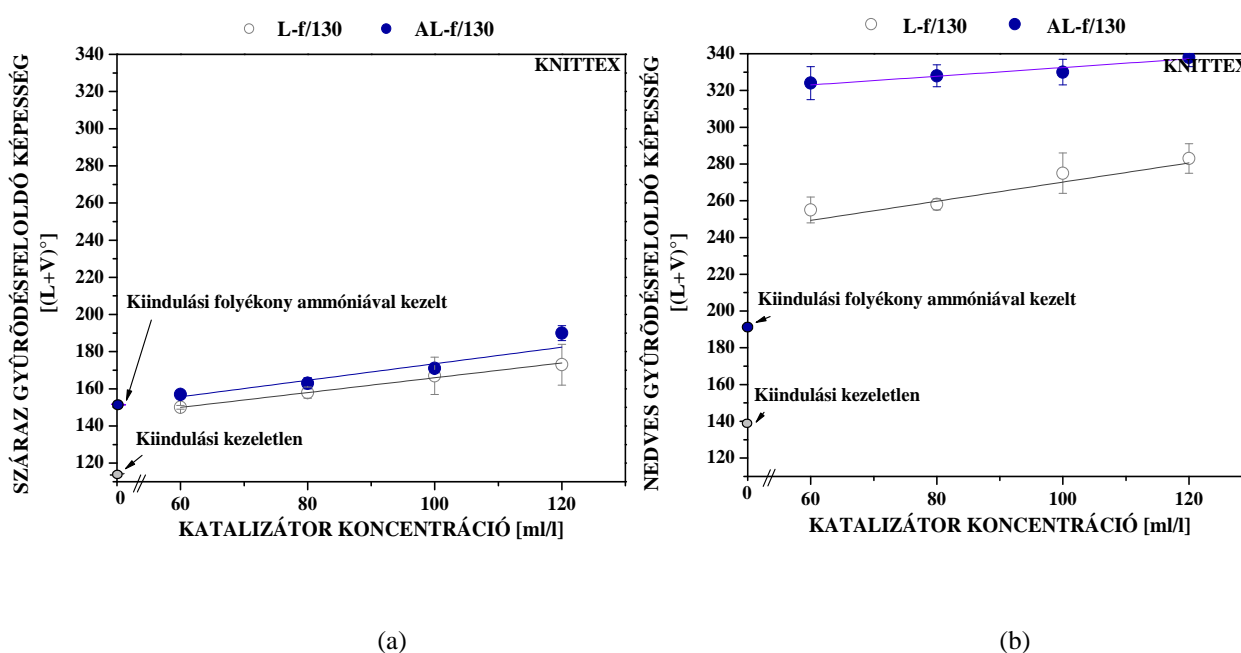 L-f/130 AL-f/130
SZÁRAZ GYÛRÕDÉSFELOLDÓ KÉPESSÉG
[(L+V)°]
340
320
300
280
260
240
220
200
180
160
140
120
KNITTEX
Kiindulási folyékony ammóniával kezelt
Kiindulási kezeletlen
0 60 80 100 120
KATALIZÁTOR KONCENTRÁCIÓ [ml/l]
(a)
L-f/130 AL-f/130
NEDVES GYÛRÕDÉSFELOLDÓ KÉPESSÉG
[(L+V)°]
340
320
300
280
260
240
220
200
180
160
140
120
KNITTEX
Kiindulási folyékony ammóniával kezelt
Kiindulási kezeletlen
0 60 80 100 120
KATALIZÁTOR KONCENTRÁCIÓ [ml/l]
(b)